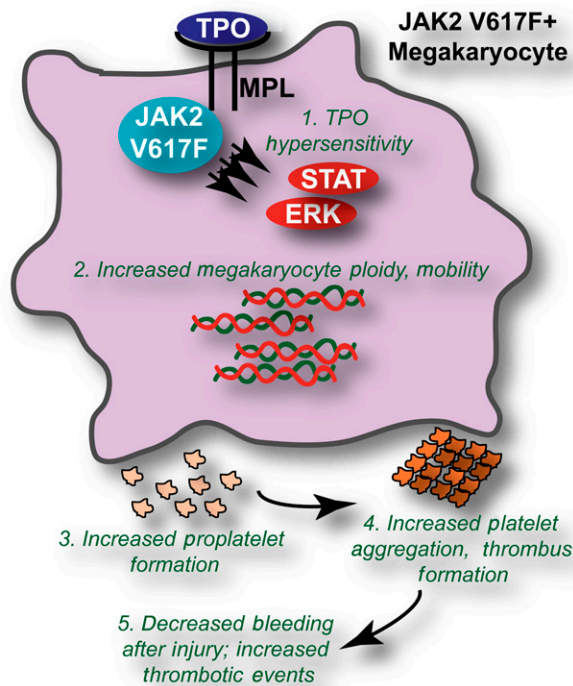 JAK2 V617F+
Megakaryocyte
TPO
MPL
JAK2
V617F
1. TPO
hypersensitivity
STAT
ERK
2. Increased megakaryocyte ploidy, mobility
3. Increased proplatelet
formation
4. Increased platelet
aggregation, thrombus
formation
5. Decreased bleeding
after injury; increased
thrombotic events